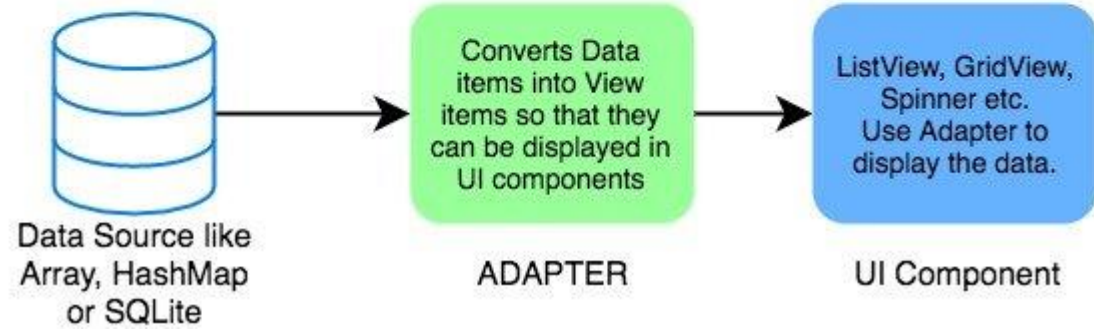 Converts Data
items into View
items so that they
can be displayed in
UI components
ListView, GridView,
Spinner etc.
Use Adapter to
display the data.
Data Source like
Array, HashMap
or SQLite
ADAPTER
UI Component